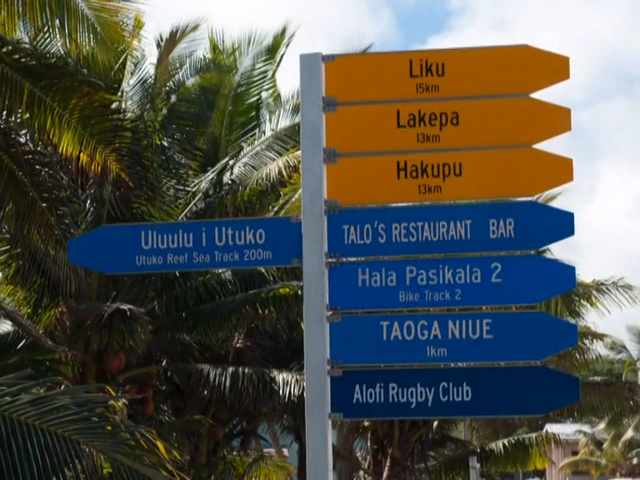 Liku
15km
Lakepa
13km
Hakupu
13km
TALO'S RESTAURANT BAR
Uluulu i Utuko
Utuko Reef Sea Track 200m
Hala Pasikala 2
Bike Track 2
TAOGA NIUE
1km
Alofi Rugby Club